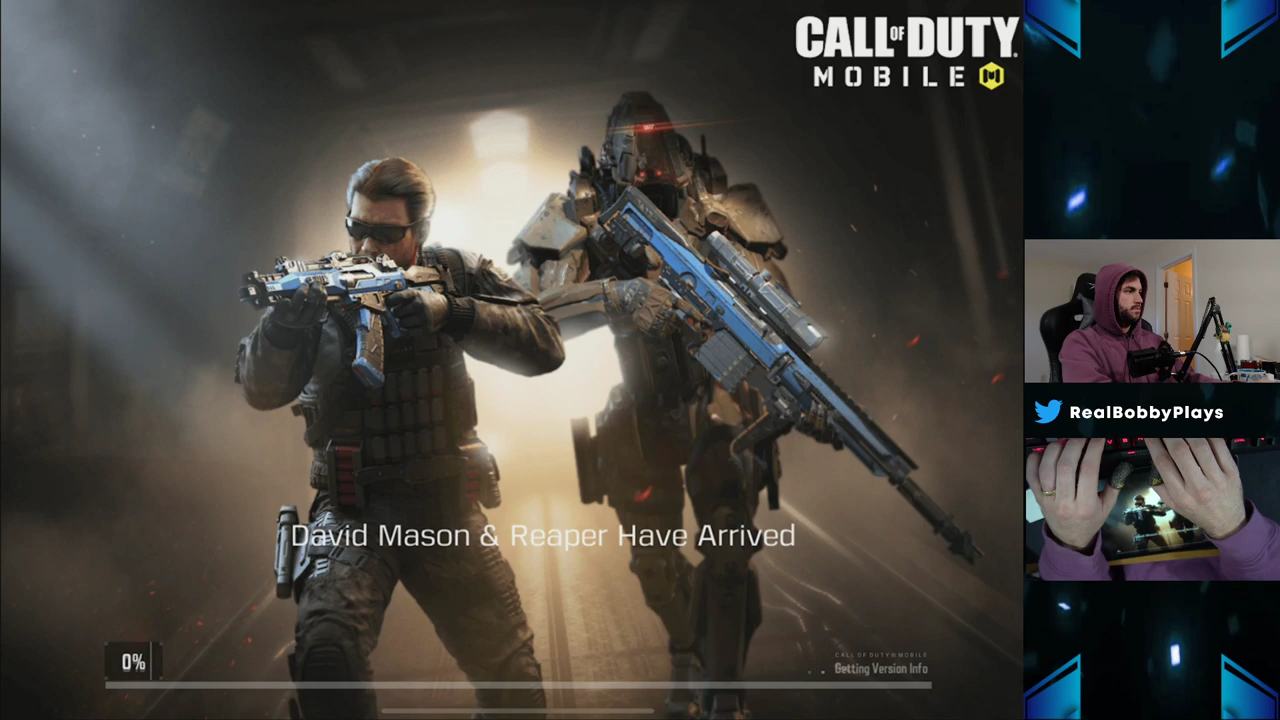 CALL OF DUTY
MOBILE
RealBobbyPlays
David Mason & Reaper Have Arrived
0%
CALL OF DUTY MOBILE
Getting Version Info